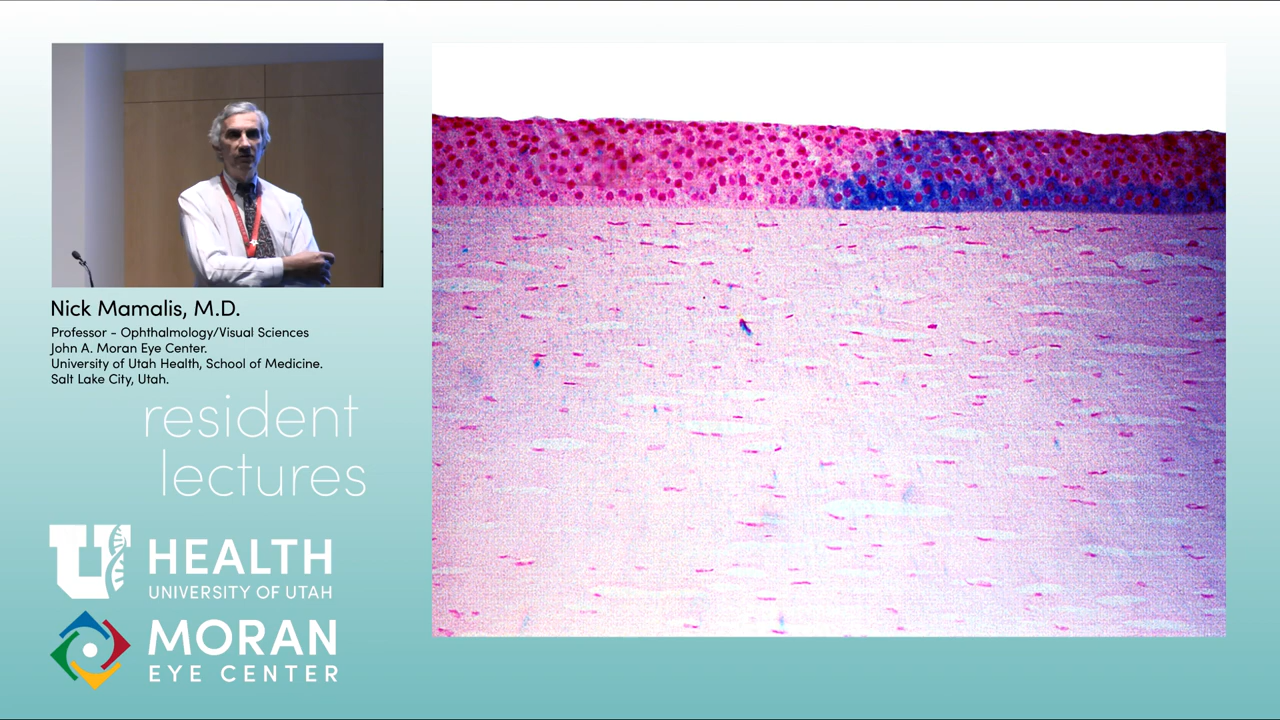 Nick Mamalis, M.D.
Professor - Ophthalmology/Visual Sciences
John A. Moran Eye Center.
University of Utah Health, School of Medicine.
Salt Lake City, Utah.
resident
lectures
U HEALTH
UNIVERSITY OF UTAH
MORAN
EYE CENTER